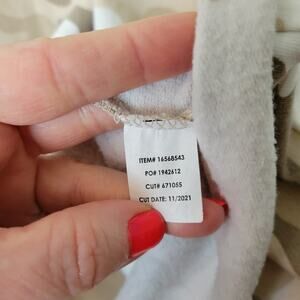 ITEM# 16568543
PO# 1942612
CUT# 671055
CUT DATE: 11/2021